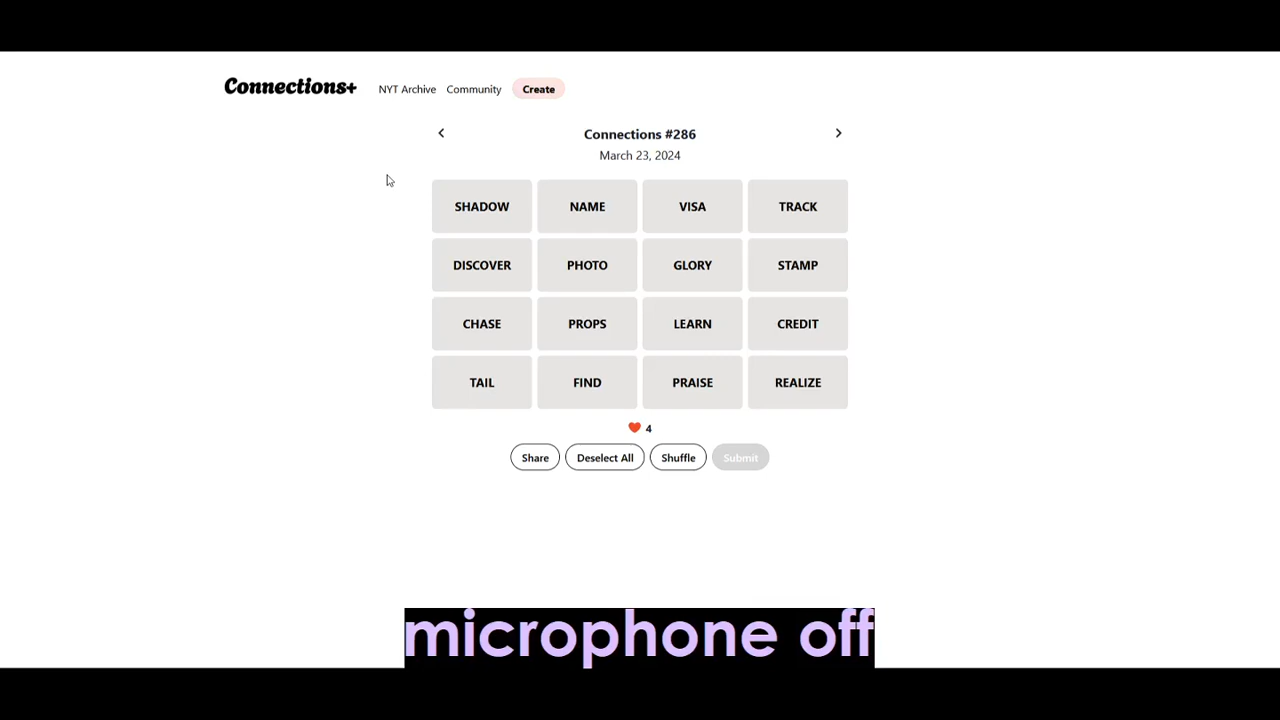 Connections+
NYT Archive Community Create
Connections #286
March 23, 2024
SHADOW NAME VISA TRACK
DISCOVER PHOTO GLORY STAMP
CHASE PROPS LEARN CREDIT
TAIL FIND PRAISE REALIZE
4
Share Deselect All Shuffle Submit
microphone off